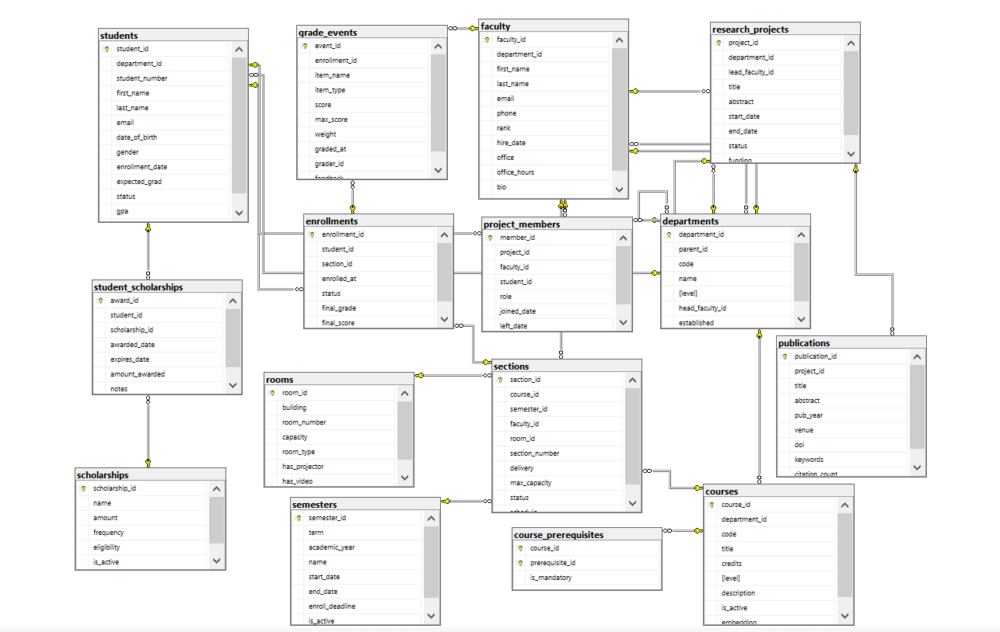 students
student_id
department_id
student_number
first_name
last_name
email
date_of_birth
gender
enrollment_date
expected_grad
status
gpa
grade_events
event_id
enrollment_id
item_name
item_type
score
max_score
weight
graded_at
grader_id
feedback
faculty
faculty_id
department_id
first_name
last_name
email
phone
rank
hire_date
office
office_hours
bio
research_projects
project_id
department_id
lead_faculty_id
title
abstract
start_date
end_date
status
funding
enrollments
enrollment_id
student_id
section_id
enrolled_at
status
final_grade
final_score
project_members
member_id
project_id
faculty_id
student_id
role
joined_date
left_date
departments
department_id
parent_id
code
name
[level]
head_faculty_id
established
student_scholarships
award_id
student_id
scholarship_id
awarded_date
expires_date
amount_awarded
notes
publications
publication_id
project_id
title
abstract
pub_year
venue
doi
keywords
citation_count
rooms
room_id
building
room_number
capacity
room_type
has_projector
has_video
sections
section_id
course_id
semester_id
faculty_id
room_id
section_number
delivery
max_capacity
status
schedule
scholarships
scholarship_id
name
amount
frequency
eligibility
is_active
semesters
semester_id
term
academic_year
name
start_date
end_date
enroll_deadline
is_active
course_prerequisites
course_id
prerequisite_id
is_mandatory
courses
course_id
department_id
code
title
credits
[level]
description
is_active
embedding